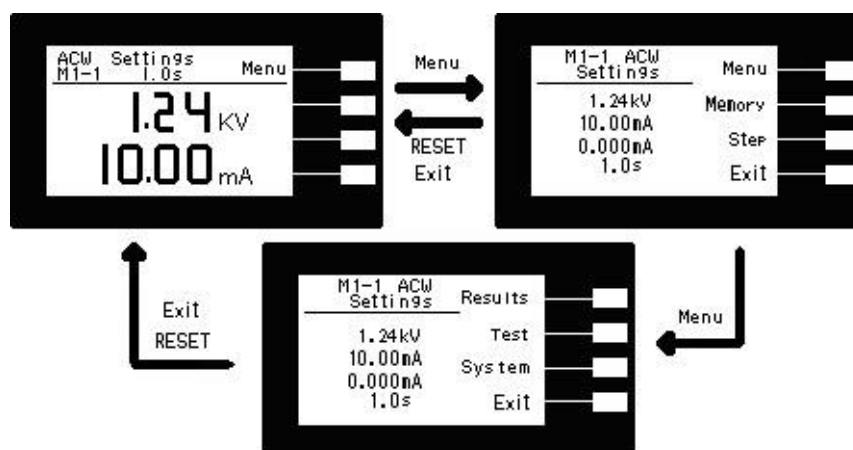 ACW Settings
M1-1 1.0s Menu
1.24 KV
10.00 mA
Menu
RESET
Exit
M1-1 ACW
Settings Menu
1.24kV Memory
10.00mA
0.000mA Step
1.0s Exit
Exit
RESET
M1-1 ACW
Settings Results
1.24kV Test
10.00mA System
0.000mA
1.0s Exit
Menu